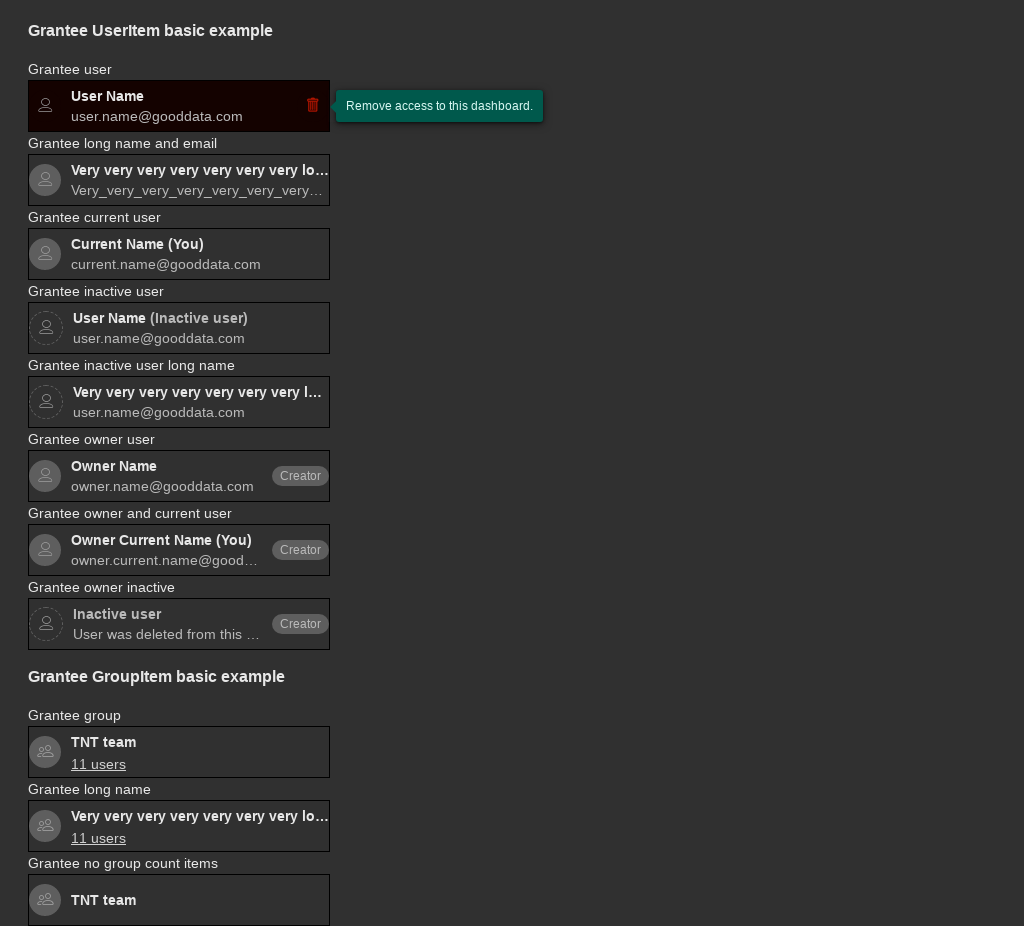 Grantee UserItem basic example
Grantee user
User Name
user.name@gooddata.com
Remove access to this dashboard.
Grantee long name and email
Very very very very very very very lo…
Very_very_very_very_very_very_very…
Grantee current user
Current Name (You)
current.name@gooddata.com
Grantee inactive user
User Name (Inactive user)
user.name@gooddata.com
Grantee inactive user long name
Very very very very very very very l…
user.name@gooddata.com
Grantee owner user
Owner Name
owner.name@gooddata.com
Creator
Grantee owner and current user
Owner Current Name (You)
owner.current.name@good…
Creator
Grantee owner inactive
Inactive user
User was deleted from this …
Creator
Grantee GroupItem basic example
Grantee group
TNT team
11 users
Grantee long name
Very very very very very very very lo…
11 users
Grantee no group count items
TNT team